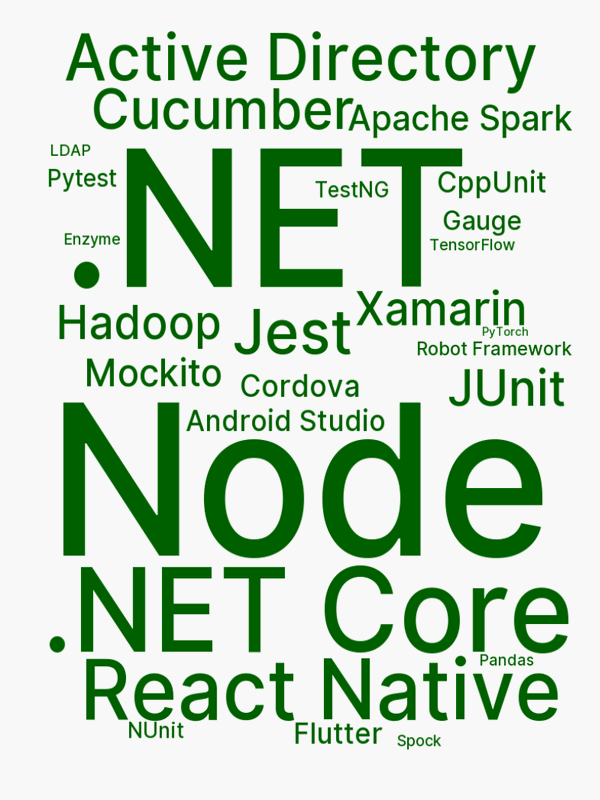 Active Directory
Cucumber
Apache Spark
LDAP
.NET
Pytest
TestNG
CppUnit
Gauge
Enzyme
TensorFlow
Xamarin
Hadoop
Jest
PyTorch
Robot Framework
Mockito
Cordova
JUnit
Android Studio
Node
.NET Core
Pandas
React Native
NUnit
Flutter
Spock